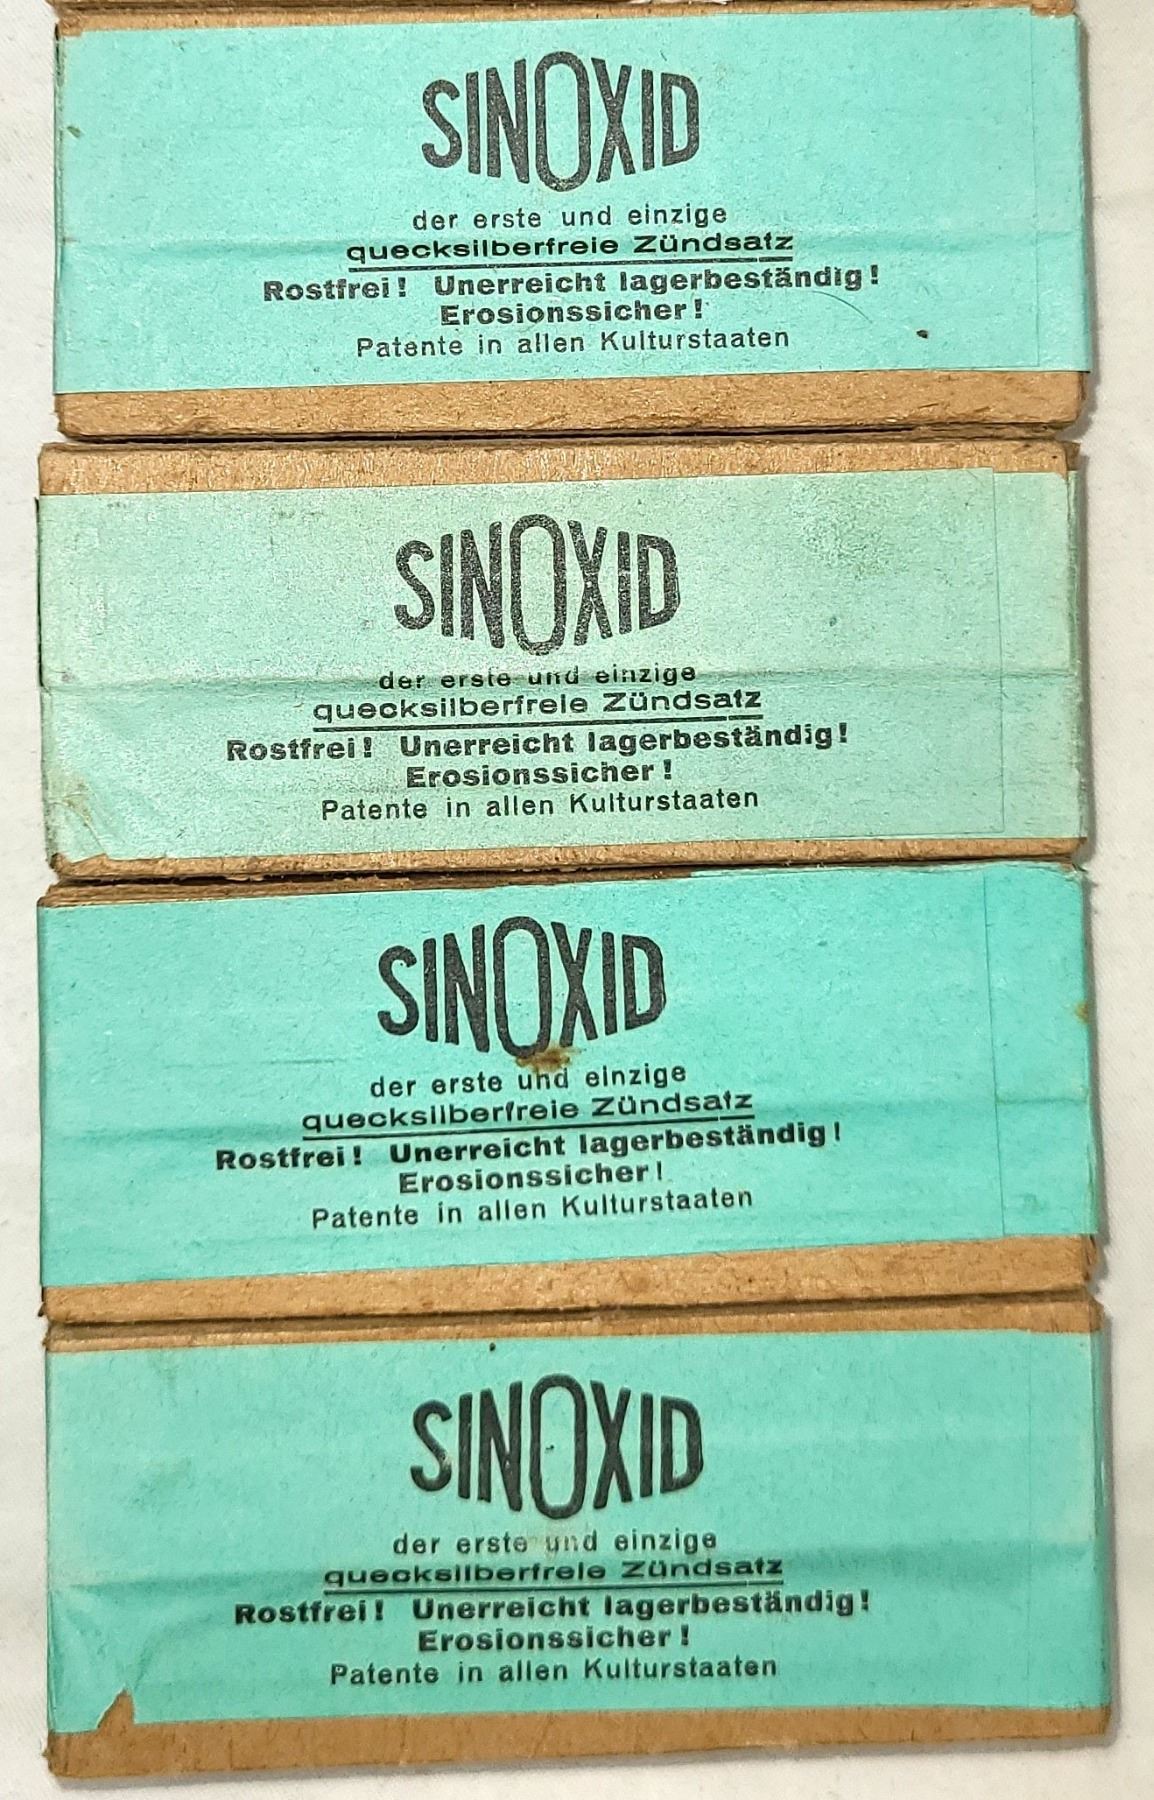 SINOXID
der erste und einzige
quecksilberfreie Zündsatz
Rostfrei! Unerreicht lagerbeständig!
Erosionssicher!
Patente in allen Kulturstaaten
SINOXID
der erste und einzige
quecksilberfreie Zündsatz
Rostfrei! Unerreicht lagerbeständig!
Erosionssicher!
Patente in allen Kulturstaaten
SINOXID
der erste und einzige
quecksilberfreie Zündsatz
Rostfrei! Unerreicht lagerbeständig!
Erosionssicher!
Patente in allen Kulturstaaten
SINOXID
der erste und einzige
quecksilberfreie Zündsatz
Rostfrei! Unerreicht lagerbeständig!
Erosionssicher!
Patente in allen Kulturstaaten